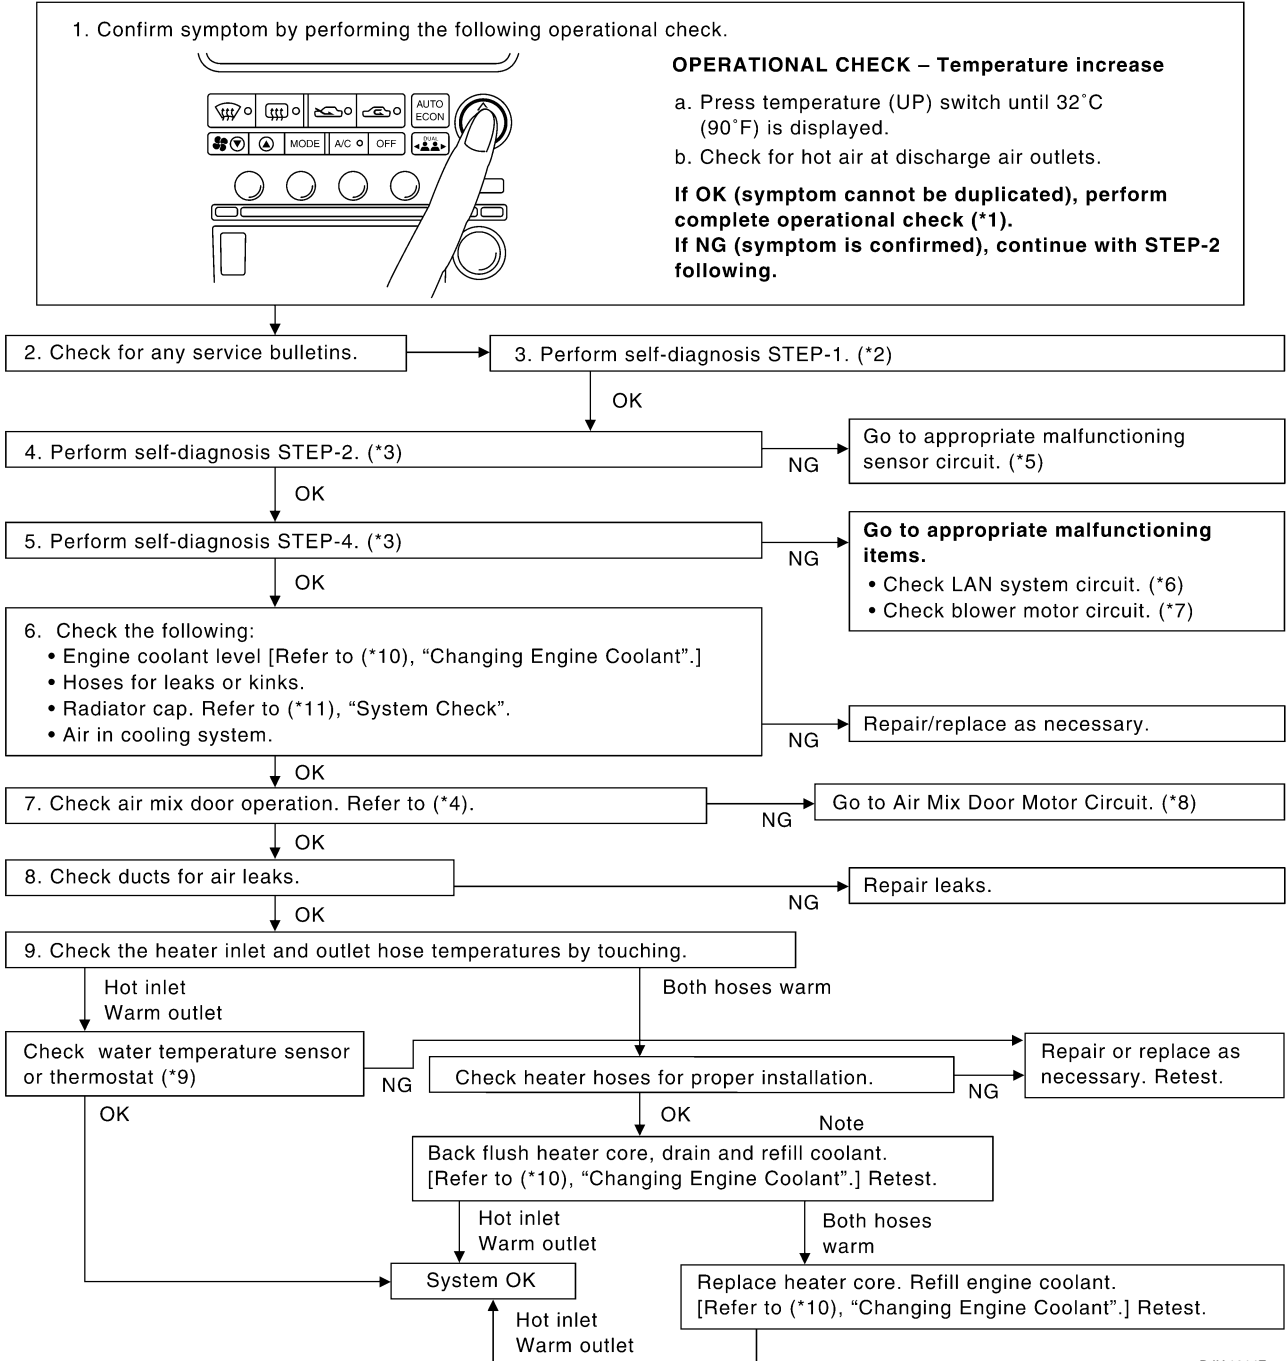 1. Confirm symptom by performing the following operational check.
AUTO
ECON
MODE
A/C
OFF
DUAL
OPERATIONAL CHECK – Temperature increase
a. Press temperature (UP) switch until 32˚C
(90˚F) is displayed.
b. Check for hot air at discharge air outlets.
If OK (symptom cannot be duplicated), perform
complete operational check (*1).
If NG (symptom is confirmed), continue with STEP-2
following.
2. Check for any service bulletins.
3. Perform self-diagnosis STEP-1. (*2)
OK
4. Perform self-diagnosis STEP-2. (*3)
NG
Go to appropriate malfunctioning
sensor circuit. (*5)
OK
5. Perform self-diagnosis STEP-4. (*3)
NG
Go to appropriate malfunctioning
items.
• Check LAN system circuit. (*6)
• Check blower motor circuit. (*7)
OK
6. Check the following:
• Engine coolant level [Refer to (*10), “Changing Engine Coolant”.]
• Hoses for leaks or kinks.
• Radiator cap. Refer to (*11), “System Check”.
• Air in cooling system.
NG
Repair/replace as necessary.
OK
7. Check air mix door operation. Refer to (*4).
NG
Go to Air Mix Door Motor Circuit. (*8)
OK
8. Check ducts for air leaks.
NG
Repair leaks.
OK
9. Check the heater inlet and outlet hose temperatures by touching.
Hot inlet
Warm outlet
Both hoses warm
Check water temperature sensor
or thermostat (*9)
NG
Check heater hoses for proper installation.
NG
Repair or replace as
necessary. Retest.
OK
OK
Note
Back flush heater core, drain and refill coolant.
[Refer to (*10), “Changing Engine Coolant”.] Retest.
Hot inlet
Warm outlet
Both hoses
warm
System OK
Replace heater core. Refill engine coolant.
[Refer to (*10), “Changing Engine Coolant”.] Retest.
Hot inlet
Warm outlet